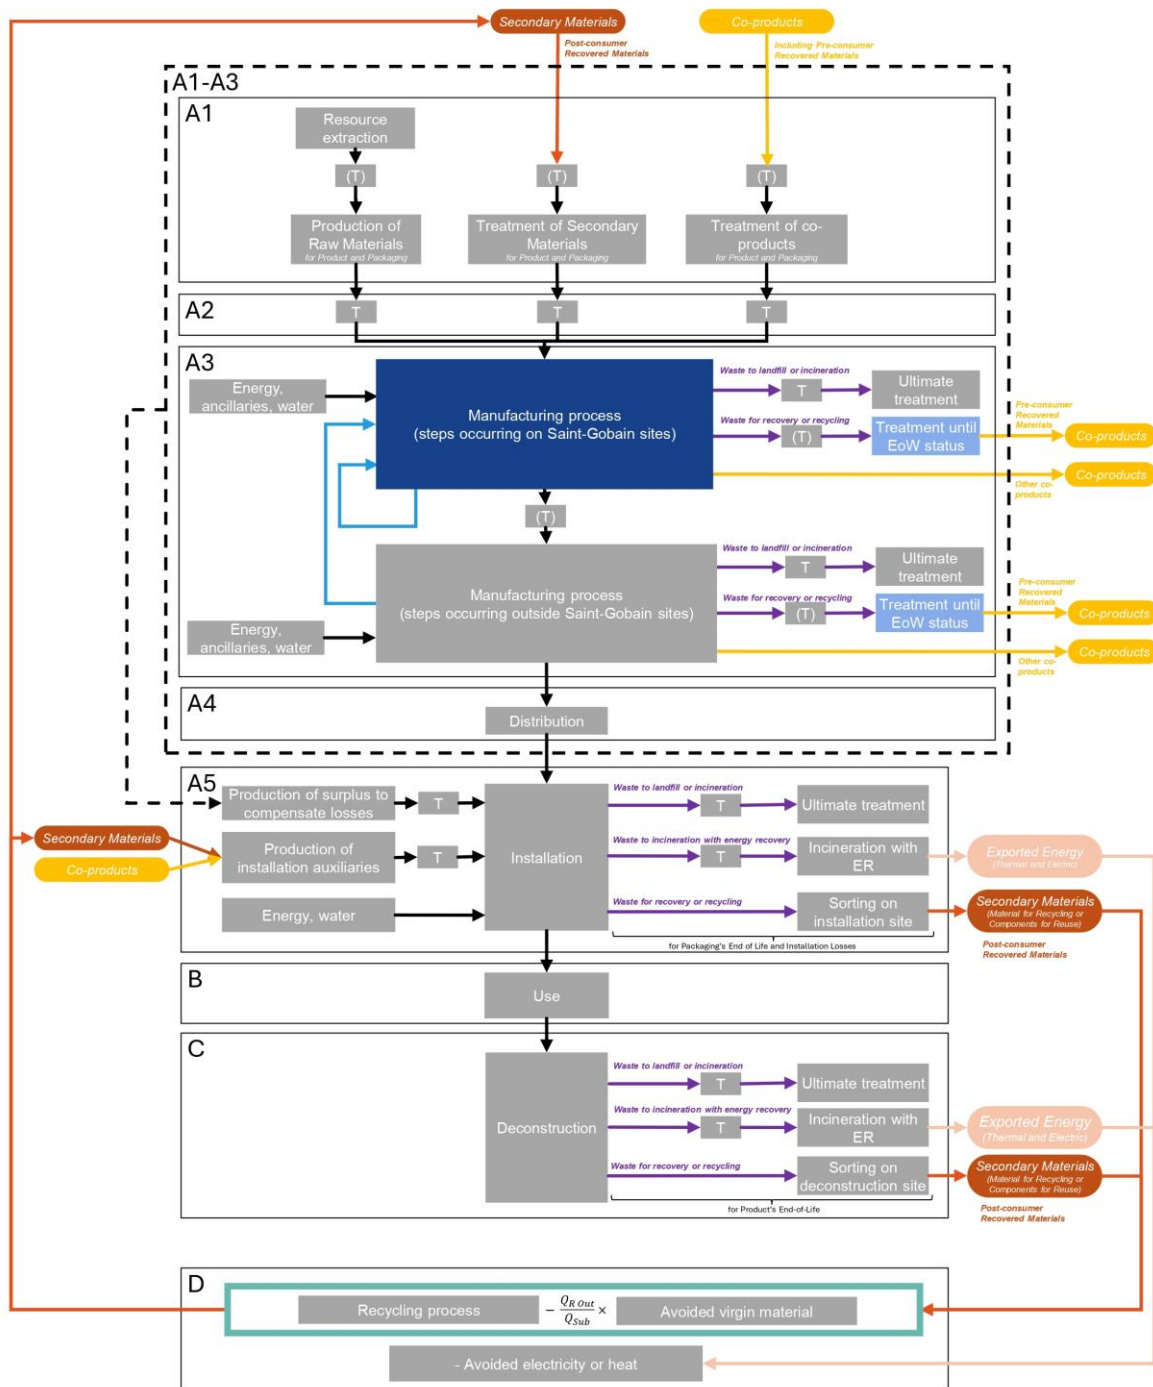 Secondary Materials
Co-products
Post-consumer
Recovered Materials
Including Pre-consumer
Recovered Materials
A1-A3
A1
Resource
extraction
(T)
(T)
(T)
Production of
Raw Materials
for Product and Packaging
Treatment of Secondary
Materials
for Product and Packaging
Treatment of co-
products
for Product and Packaging
A2
T
T
T
A3
Energy,
ancillaries, water
Manufacturing process
(steps occurring on Saint-Gobain sites)
Waste to landfill or incineration
T
Ultimate
treatment
Waste for recovery or recycling
(T)
Treatment until
EoW status
Pre-consumer
Recovered
Materials
Co-products
Other co-
products
Co-products
(T)
Manufacturing process
(steps occurring outside Saint-Gobain sites)
Energy,
ancillaries, water
Waste to landfill or incineration
T
Ultimate
treatment
Waste for recovery or recycling
(T)
Treatment until
EoW status
Pre-consumer
Recovered
Materials
Co-products
Other co-
products
Co-products
A4
Distribution
A5
Production of surplus to
compensate losses
T
Secondary Materials
Co-products
Production of
installation auxiliaries
T
Energy, water
Installation
Waste to landfill or incineration
T
Ultimate treatment
Waste to incineration with energy recovery
T
Incineration with
ER
Exported Energy
(Thermal and Electric)
Waste for recovery or recycling
Sorting on
installation site
Secondary Materials
(Material for Recycling or
Components for Reuse)
Post-consumer
Recovered Materials
for Packaging's End of Life and Installation Losses
B
Use
C
Deconstruction
Waste to landfill or incineration
T
Ultimate treatment
Waste to incineration with energy recovery
T
Incineration with
ER
Exported Energy
(Thermal and Electric)
Waste for recovery or recycling
Sorting on
deconstruction site
Secondary Materials
(Material for Recycling or
Components for Reuse)
Post-consumer
Recovered Materials
for Product's End-of-Life
D
Recycling process
− Q_R Out / Q_Sub ×
Avoided virgin material
- Avoided electricity or heat